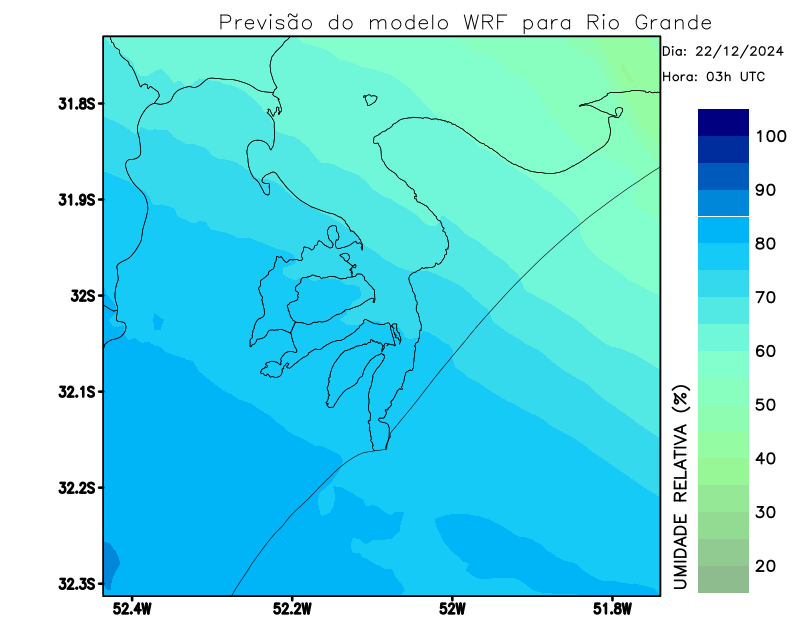 Previsão do modelo WRF para Rio Grande
Dia: 22/12/2024
Hora: 03h UTC
31.8S
31.9S
32S
32.1S
32.2S
32.3S
52.4W
52.2W
52W
51.8W
100
90
80
70
60
50
40
30
20
UMIDADE RELATIVA (%)